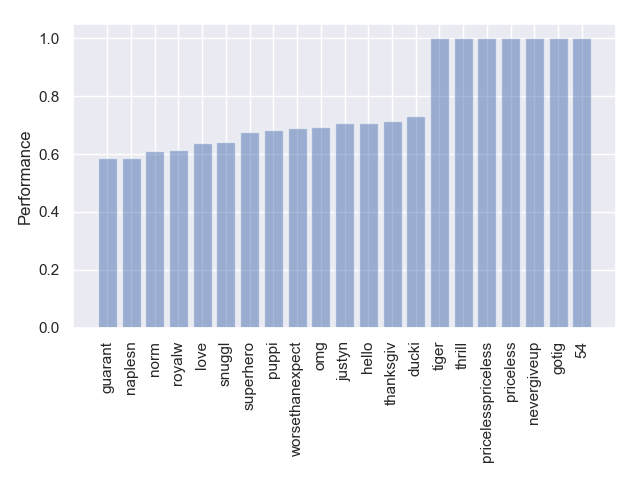 1.0
0.8
0.6
0.4
0.2
0.0
Performance
guarant
naplesn
norm
royalw
love
snuggl
superhero
puppi
worsethanexpect
omg
justyn
hello
thanksgiv
ducki
tiger
thrill
pricelesspriceless
priceless
nevergiveup
gotig
54